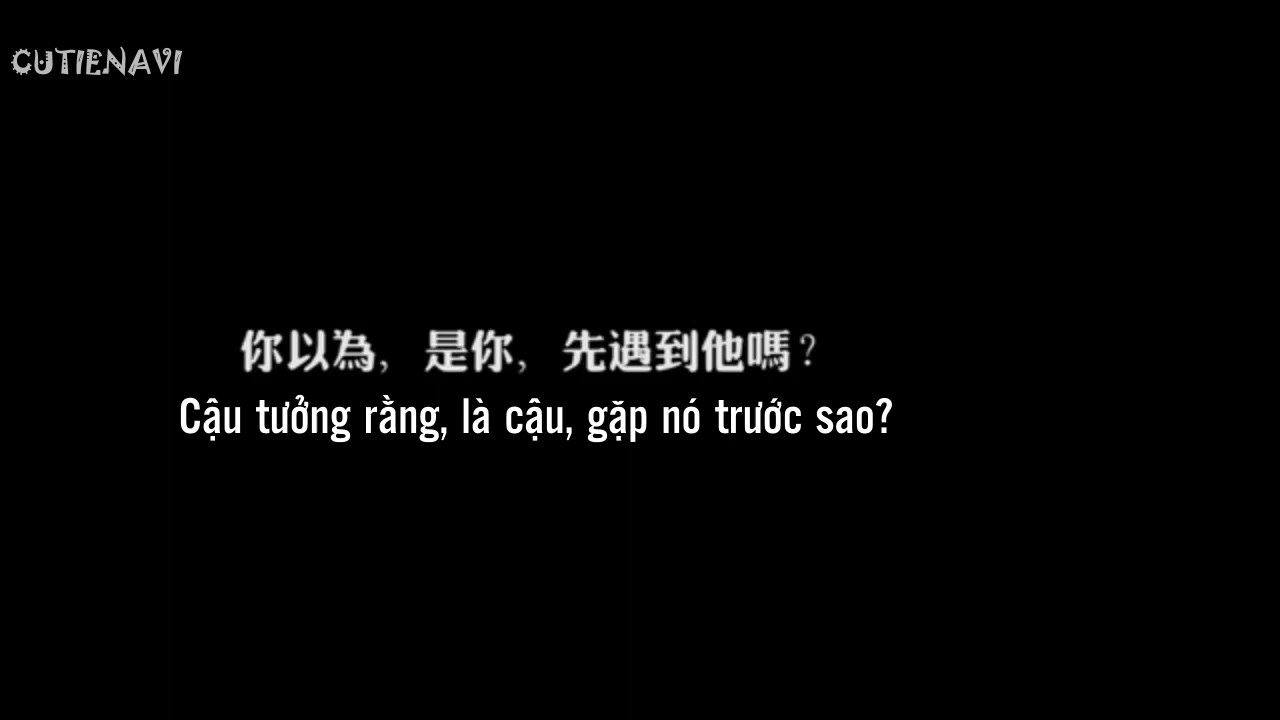 CUTIENAVI
你以為，是你，先遇到他嗎？
Cậu tưởng rằng, là cậu, gặp nó trước sao?